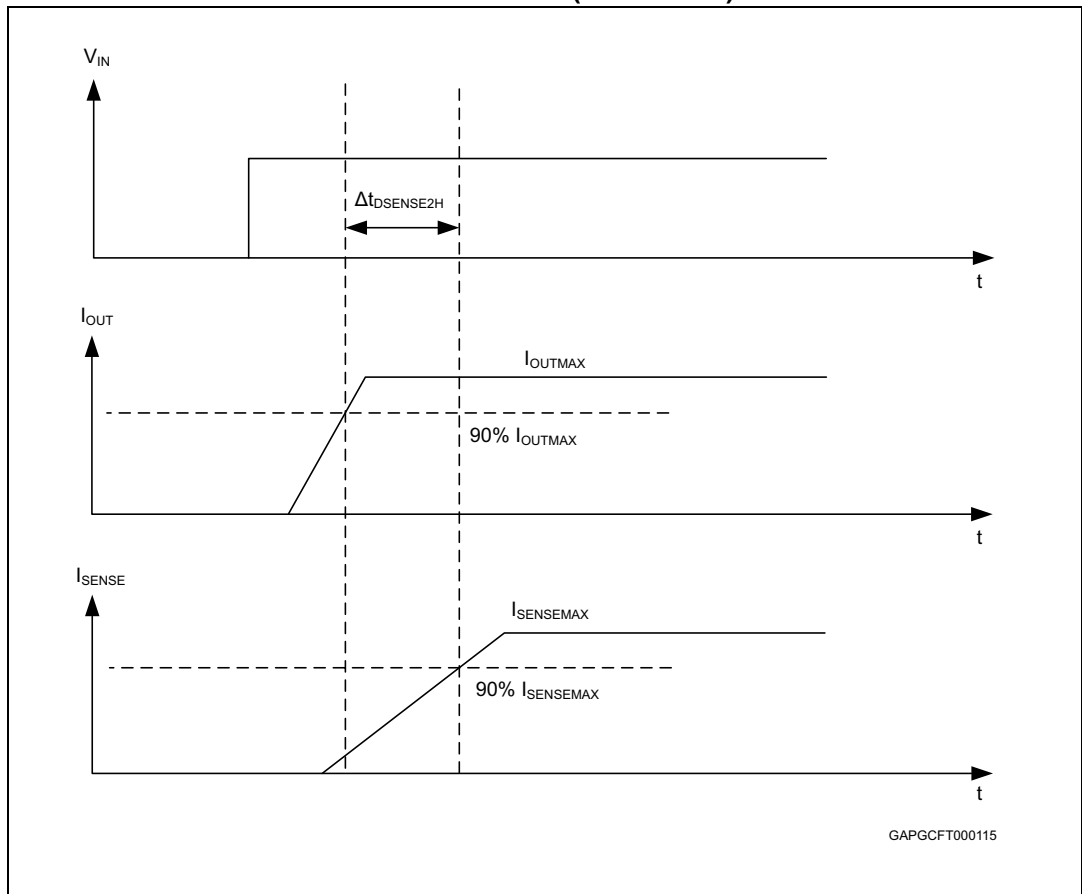 V_IN
Δt_DSENSE2H
t
I_OUT
I_OUTMAX
90% I_OUTMAX
t
I_SENSE
I_SENSEMAX
90% I_SENSEMAX
t
GAPGCFT000115